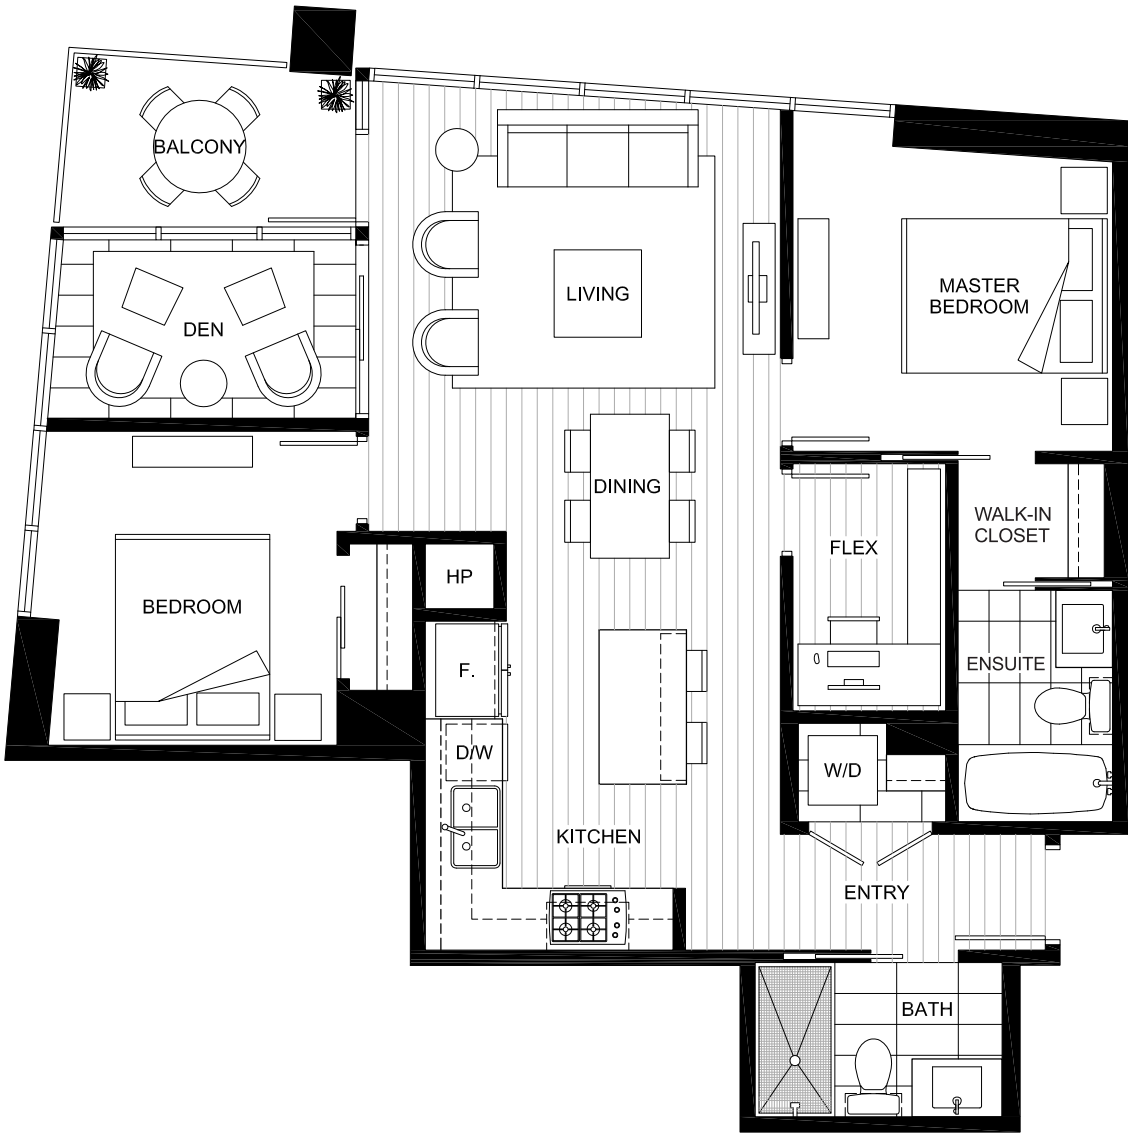 BALCONY
LIVING
MASTER
BEDROOM
DEN
DINING
WALK-IN
CLOSET
FLEX
HP
BEDROOM
ENSUITE
F.
D/W
W/D
KITCHEN
ENTRY
BATH